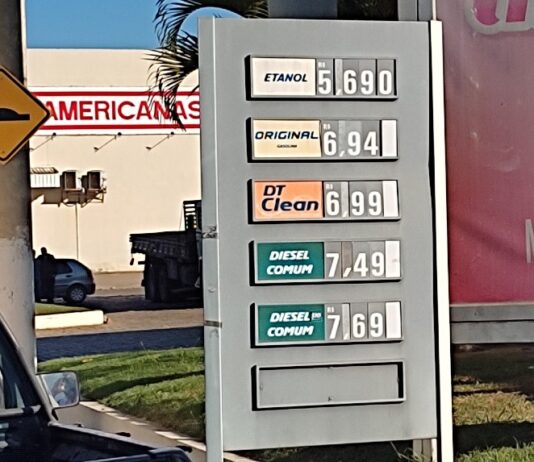 AMERICANAS
ETANOL R$ 5,690
ORIGINAL R$ 6,94
GASOLINA
DT Clean R$ 6,99
DIESEL COMUM 7,49
DIESEL COMUM R$ 7,69